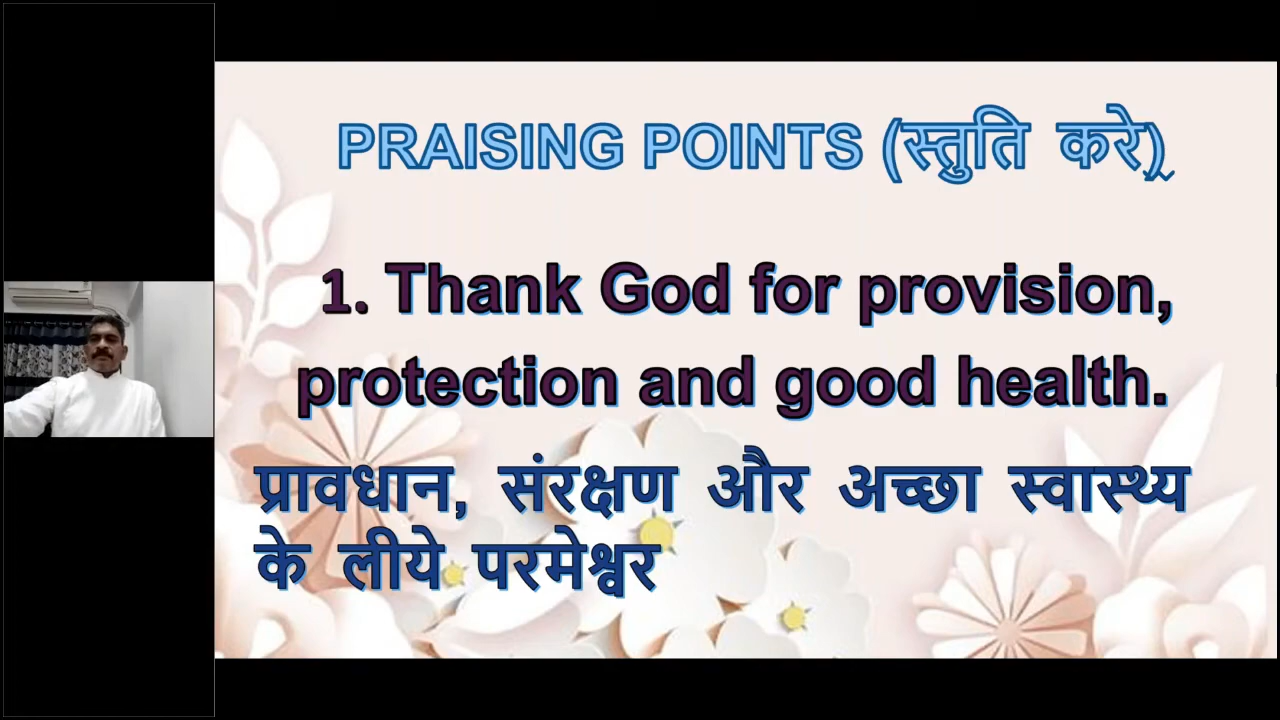 PRAISING POINTS (स्तुति करे)
1. Thank God for provision,
protection and good health.
प्रावधान, संरक्षण और अच्छा स्वास्थ्य
के लीये परमेश्वर